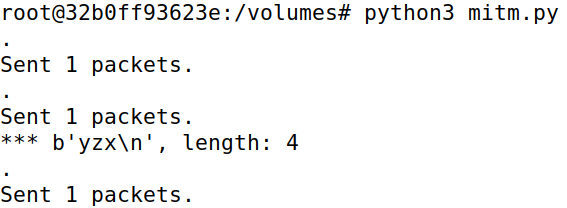 root@32b0ff93623e:/volumes# python3 mitm.py
.
Sent 1 packets.
.
Sent 1 packets.
*** b'yzx\n', length: 4
.
Sent 1 packets.